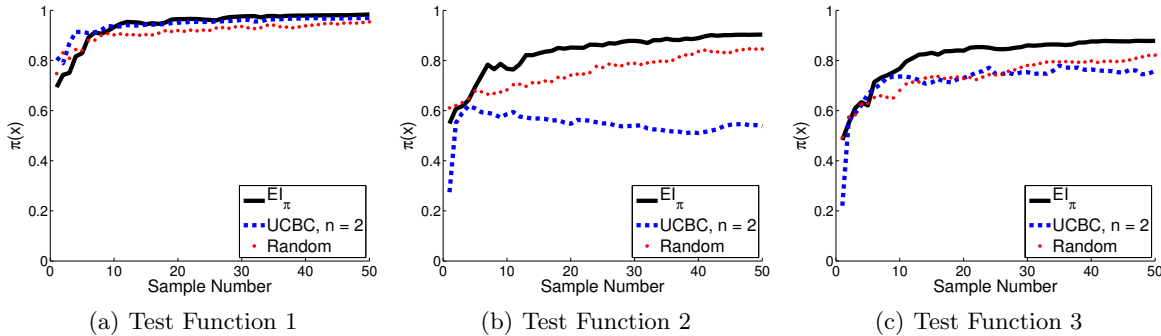 1
0.8
0.6
0.4
0.2
0
π(x)
0 10 20 30 40 50
Sample Number
EI_π
UCBC, n = 2
Random
(a) Test Function 1
1
0.8
0.6
0.4
0.2
0
π(x)
0 10 20 30 40 50
Sample Number
EI_π
UCBC, n = 2
Random
(b) Test Function 2
1
0.8
0.6
0.4
0.2
0
π(x)
0 10 20 30 40 50
Sample Number
EI_π
UCBC, n = 2
Random
(c) Test Function 3